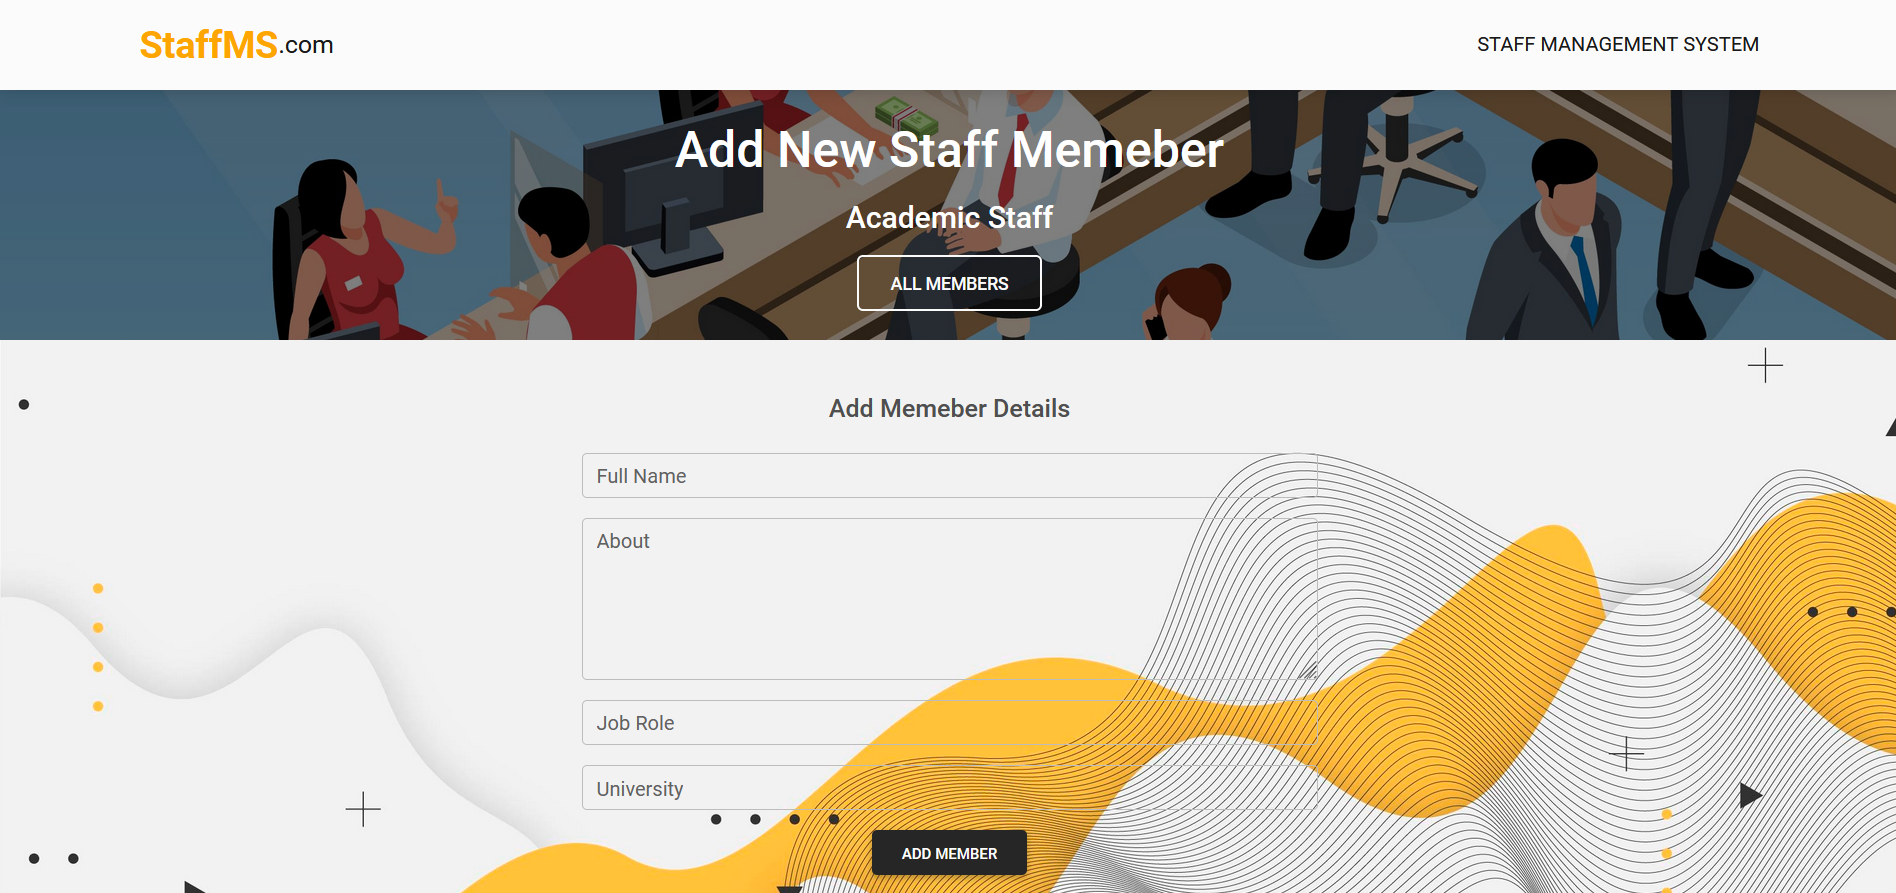 StaffMS.com
STAFF MANAGEMENT SYSTEM
Add New Staff Memeber
Academic Staff
ALL MEMBERS
Add Memeber Details
Full Name
About
Job Role
University
ADD MEMBER